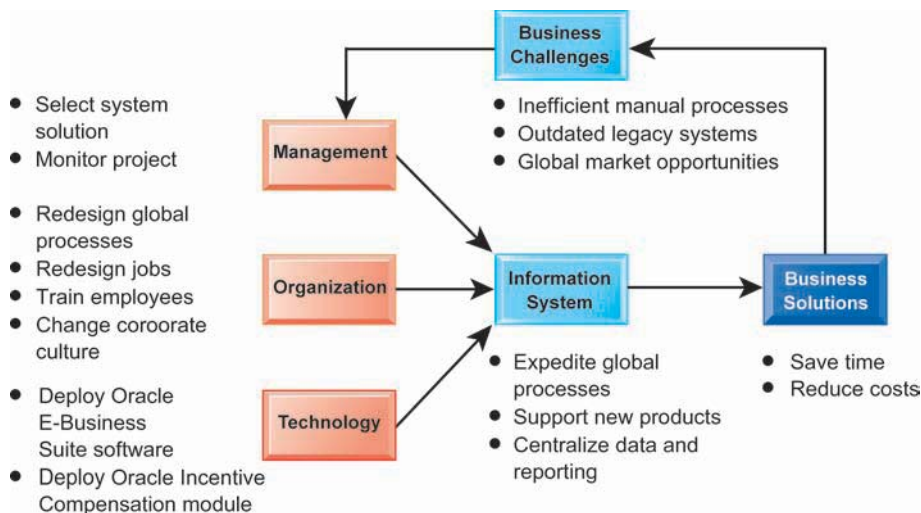 Business
Challenges
● Inefficient manual processes
● Outdated legacy systems
● Global market opportunities
● Select system
solution
● Monitor project
Management
● Redesign global
processes
● Redesign jobs
● Train employees
● Change coroorate
culture
Organization
Information
System
Business
Solutions
● Expedite global
processes
● Support new products
● Centralize data and
reporting
● Save time
● Reduce costs
● Deploy Oracle
E-Business
Suite software
● Deploy Oracle Incentive
Compensation module
Technology